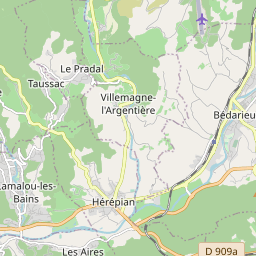 Le Pradal
Taussac
Villemagne-
l'Argentière
Bédarieu
Lamalou-les-
Bains
Hérépian
Les Aires
D 909a